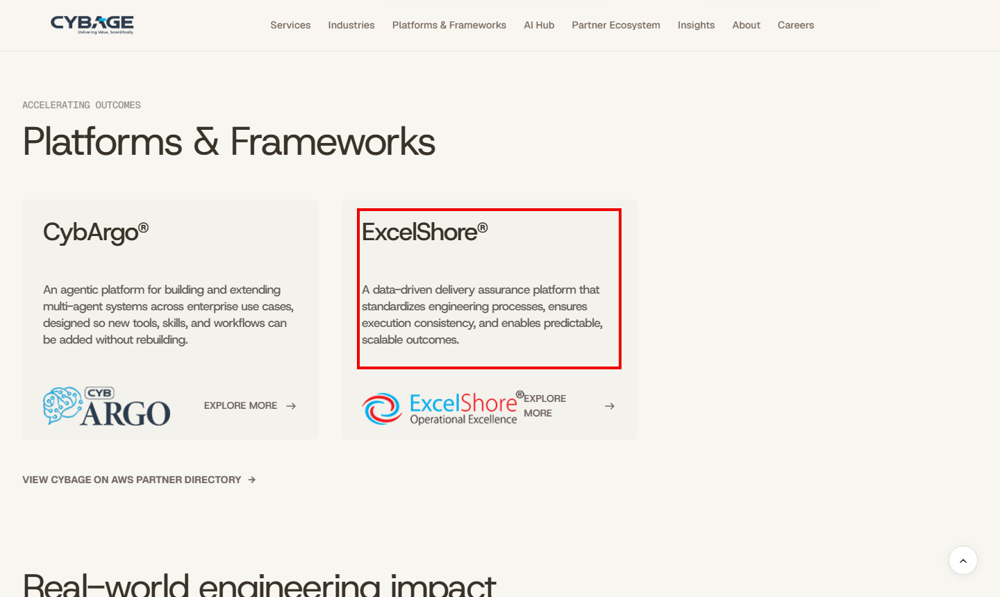 CYBAGE
Delivering Value. Scientifically.
Services
Industries
Platforms & Frameworks
AI Hub
Partner Ecosystem
Insights
About
Careers
ACCELERATING OUTCOMES
Platforms & Frameworks
CybArgo®
An agentic platform for building and extending
multi-agent systems across enterprise use cases,
designed so new tools, skills, and workflows can
be added without rebuilding.
CYB
ARGO
EXPLORE MORE →
ExcelShore®
A data-driven delivery assurance platform that
standardizes engineering processes, ensures
execution consistency, and enables predictable,
scalable outcomes.
ExcelShore®
Operational Excellence
EXPLORE
MORE →
VIEW CYBAGE ON AWS PARTNER DIRECTORY →
Real-world engineering impact